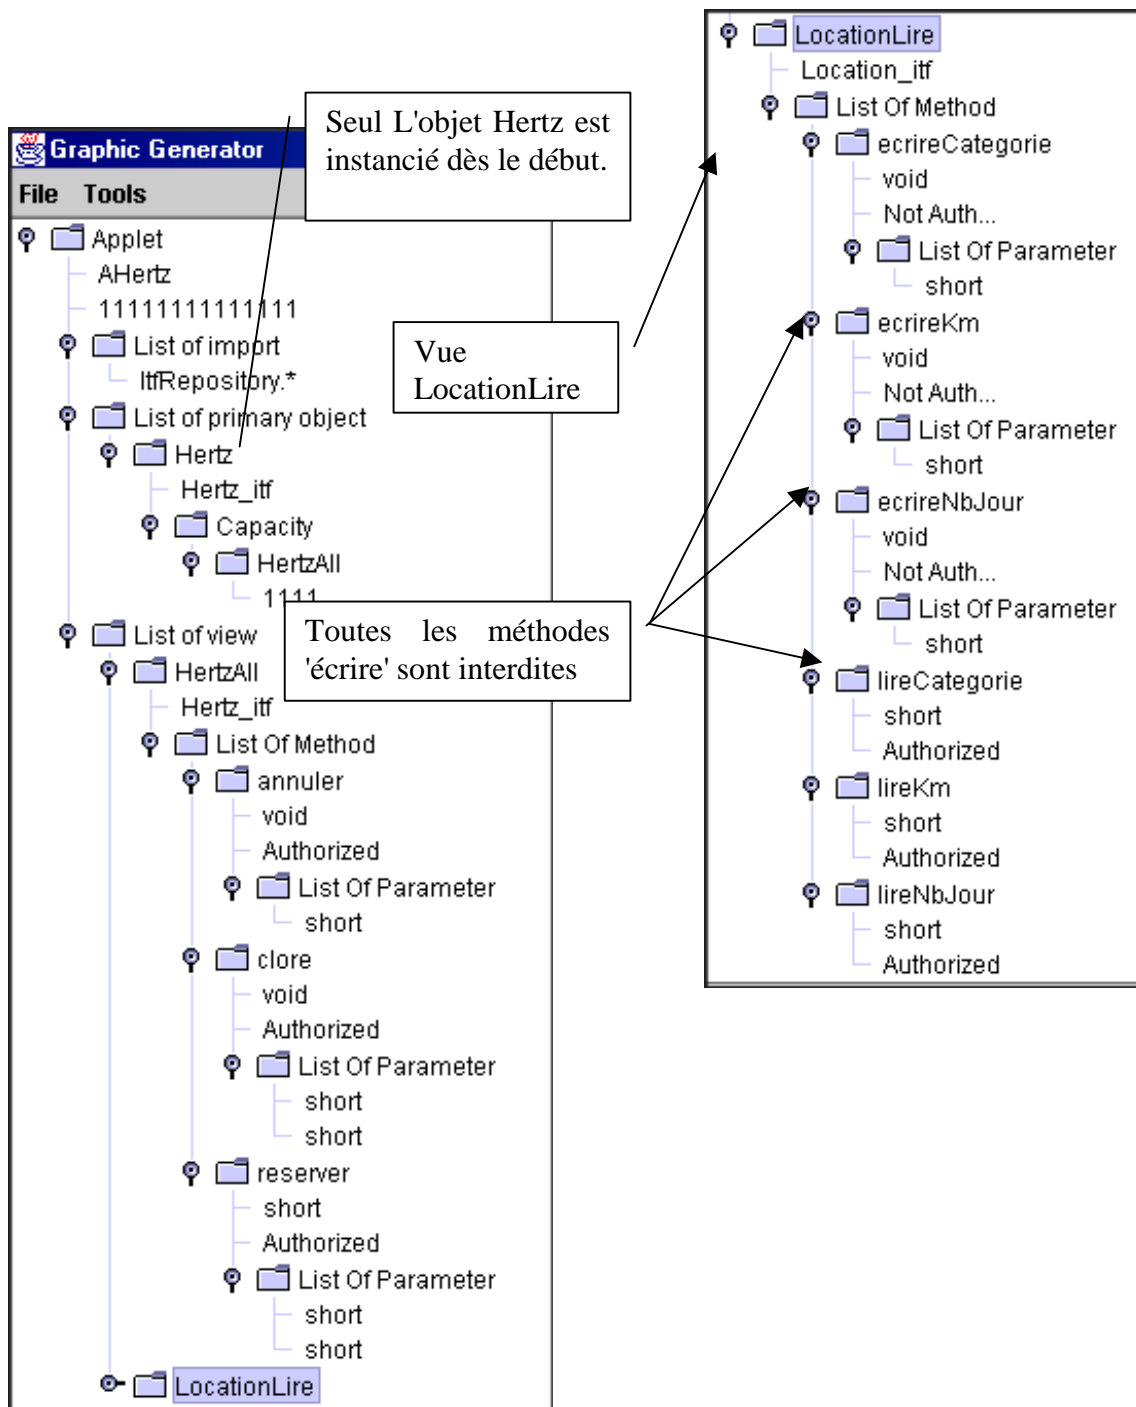 Graphic Generator
File Tools
Applet
AHertz
11111111111111
List of import
ItfRepository.*
List of primary object
Hertz
Hertz_itf
Capacity
HertzAll
1111
List of view
HertzAll
Hertz_itf
List Of Method
annuler
void
Authorized
List Of Parameter
short
clore
void
Authorized
List Of Parameter
short
short
reserver
short
Authorized
List Of Parameter
short
short
LocationLire
Seul L'objet Hertz est
instancié dès le début.
Vue
LocationLire
Toutes les méthodes
'écrire' sont interdites
LocationLire
Location_itf
List Of Method
ecrireCategorie
void
Not Auth...
List Of Parameter
short
ecrireKm
void
Not Auth...
List Of Parameter
short
ecrireNbJour
void
Not Auth...
List Of Parameter
short
lireCategorie
short
Authorized
lireKm
short
Authorized
lireNbJour
short
Authorized